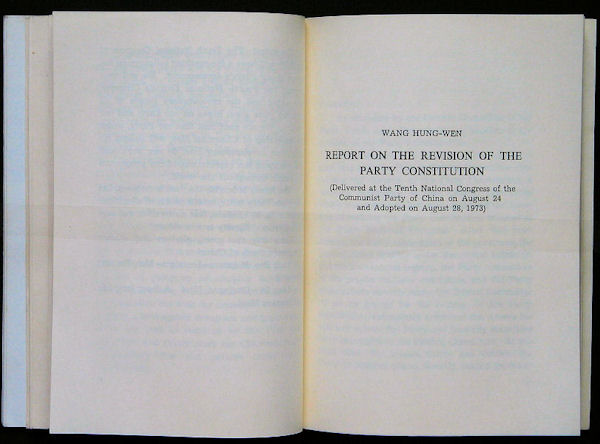 WANG HUNG-WEN
REPORT ON THE REVISION OF THE
PARTY CONSTITUTION
(Delivered at the Tenth National Congress of the
Communist Party of China on August 24
and Adopted on August 28, 1973)